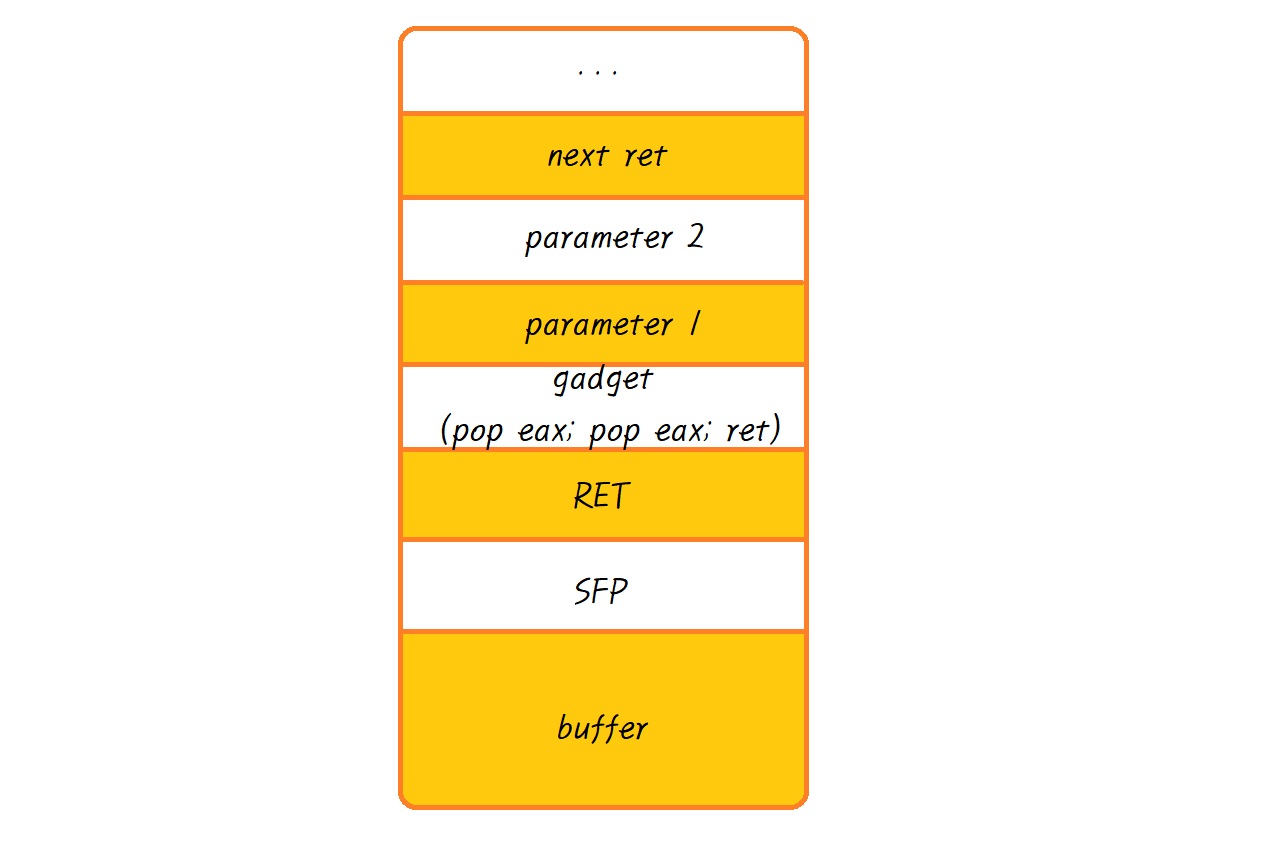 ...
next ret
parameter 2
parameter 1
gadget
(pop eax; pop eax; ret)
RET
SFP
buffer